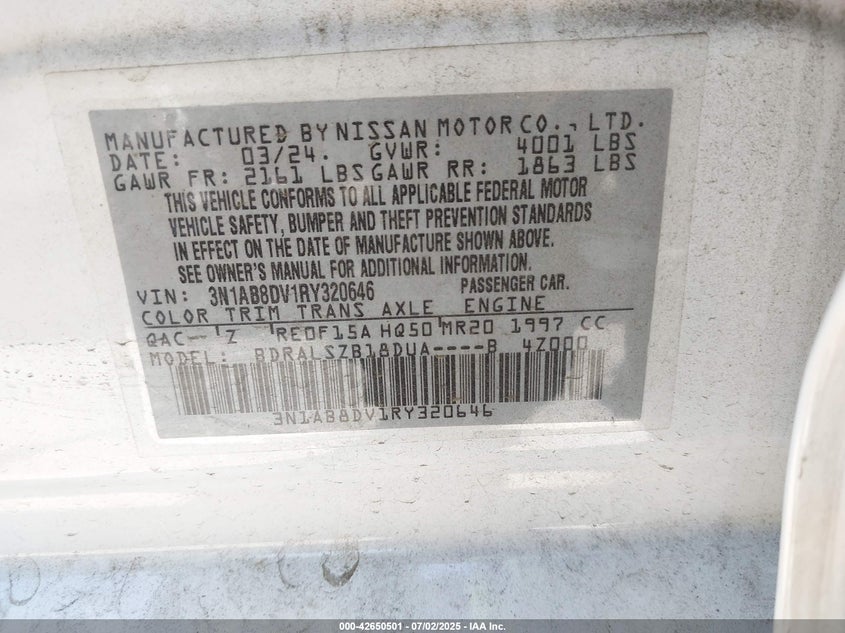 MANUFACTURED BY NISSAN MOTOR CO., LTD.
DATE: 03/24. GVWR: 4001 LBS
GAWR FR: 2161 LBS GAWR RR: 1863 LBS
THIS VEHICLE CONFORMS TO ALL APPLICABLE FEDERAL MOTOR
VEHICLE SAFETY, BUMPER AND THEFT PREVENTION STANDARDS
IN EFFECT ON THE DATE OF MANUFACTURE SHOWN ABOVE.
SEE OWNER'S MANUAL FOR ADDITIONAL INFORMATION.
VIN: 3N1AB8DV1RY320646 PASSENGER CAR.
COLOR TRIM TRANS AXLE ENGINE
QAC-- 'Z 'RE0F15A HQ50 'MR20 1997 CC
MODEL: BDRALSZB18DUA----B 4Z000
3N1AB8DV1RY320646
000-42650501 - 07/02/2025 - IAA Inc.